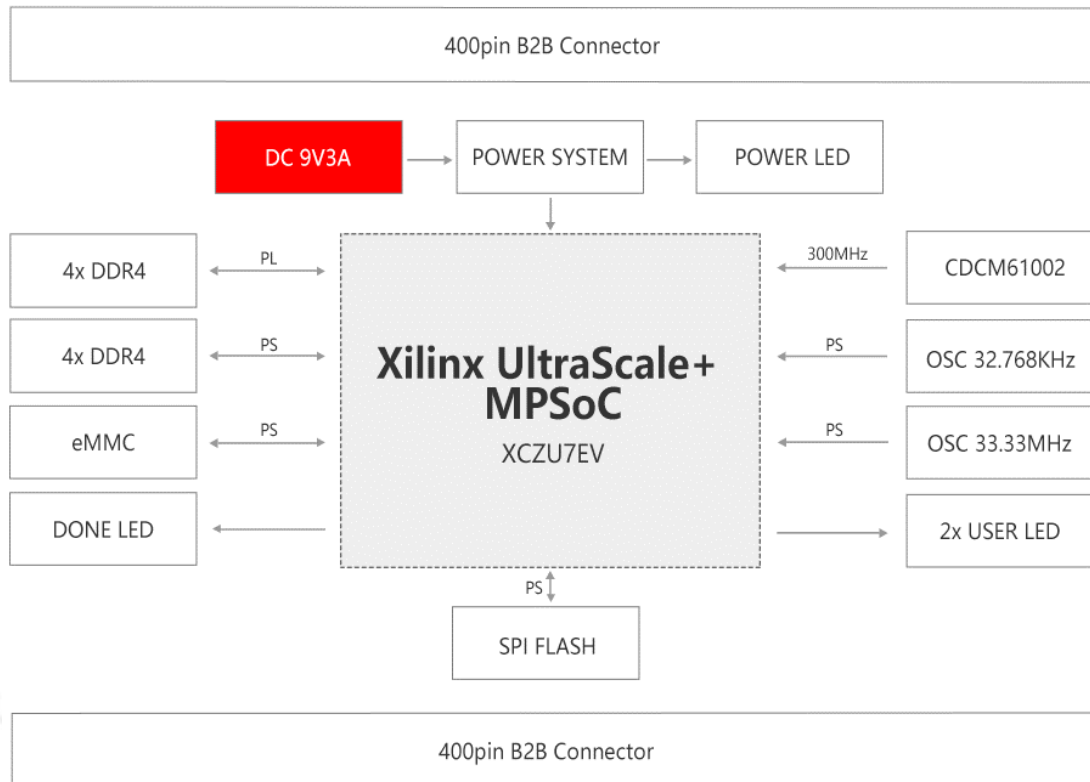 400pin B2B Connector
DC 9V3A
POWER SYSTEM
POWER LED
4x DDR4
PL
300MHz
CDCM61002
4x DDR4
PS
Xilinx UltraScale+
MPSoC
XCZU7EV
PS
OSC 32.768KHz
eMMC
PS
PS
OSC 33.33MHz
DONE LED
2x USER LED
PS
SPI FLASH
400pin B2B Connector